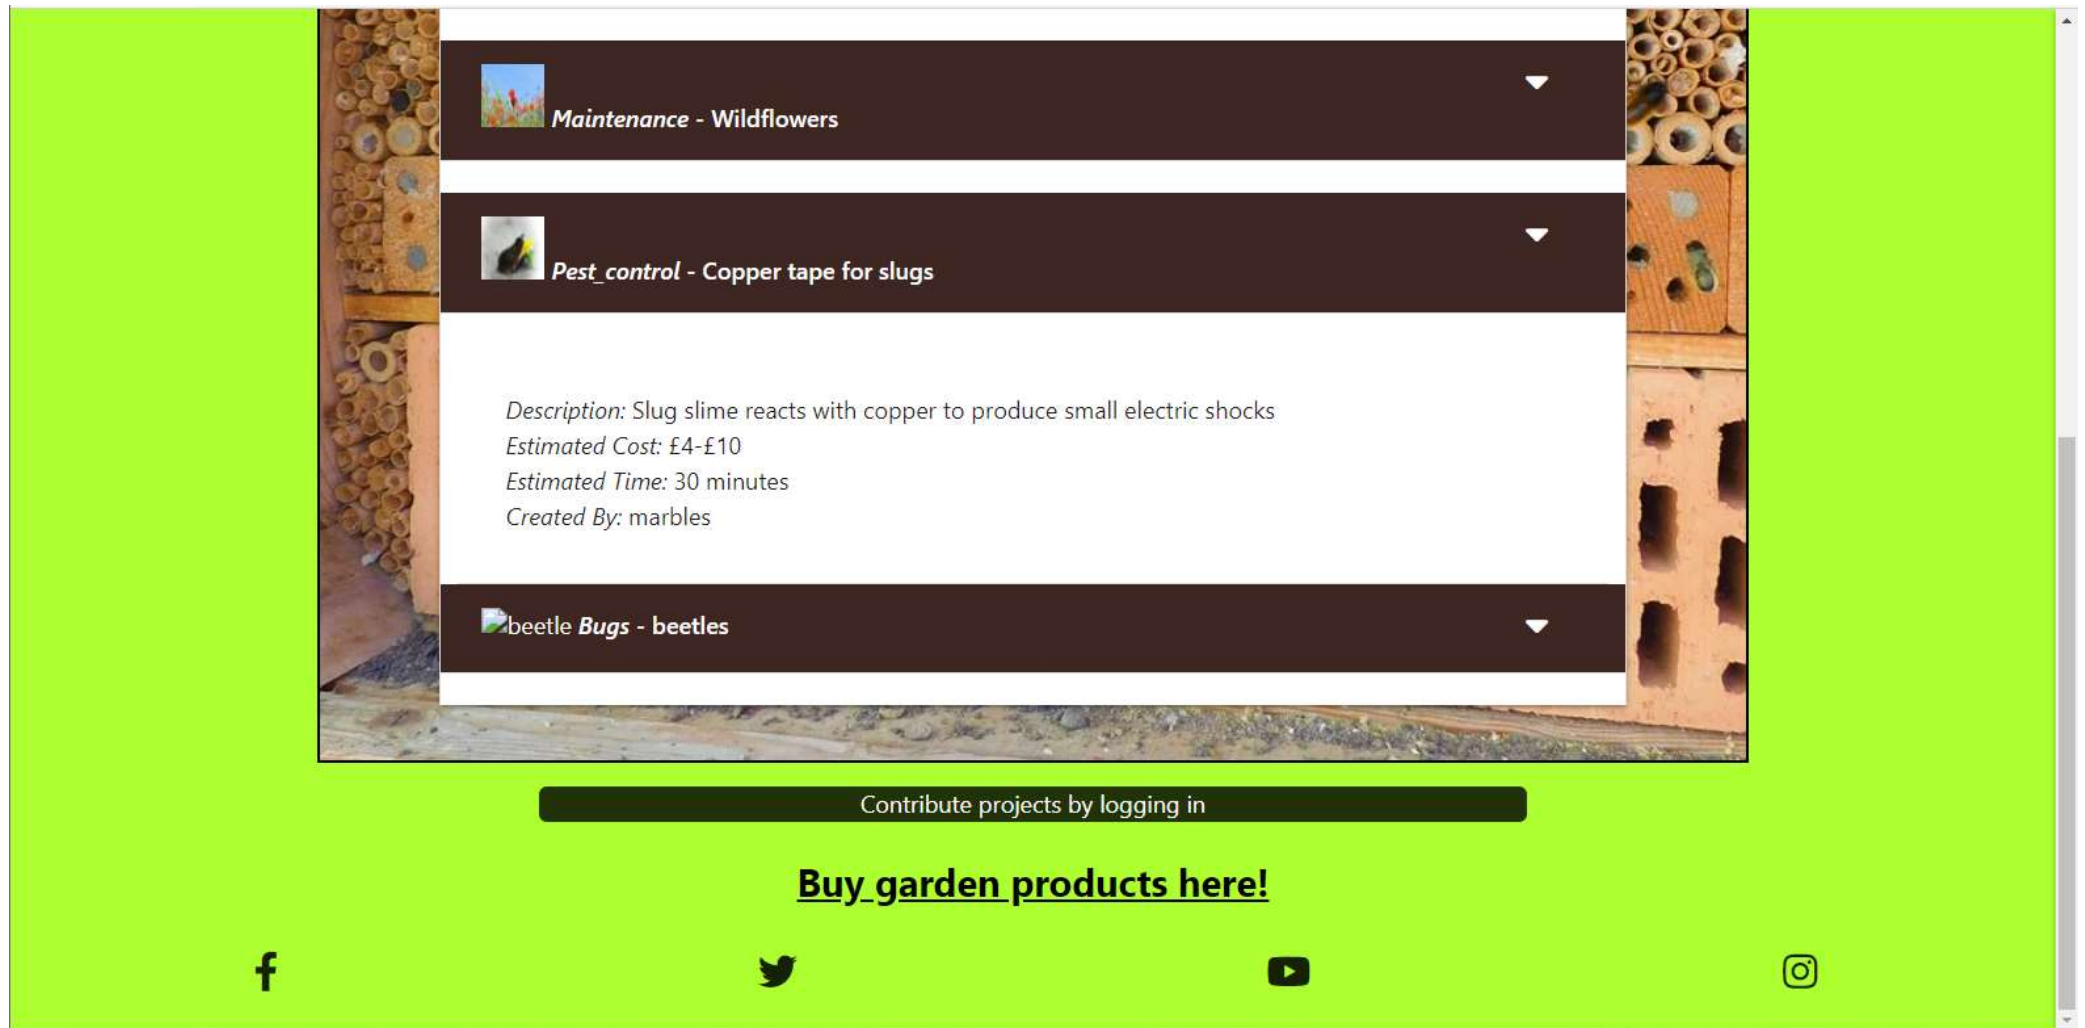 Maintenance - Wildflowers
Pest_control - Copper tape for slugs
Description: Slug slime reacts with copper to produce small electric shocks
Estimated Cost: £4-£10
Estimated Time: 30 minutes
Created By: marbles
beetle Bugs - beetles
Contribute projects by logging in
Buy garden products here!